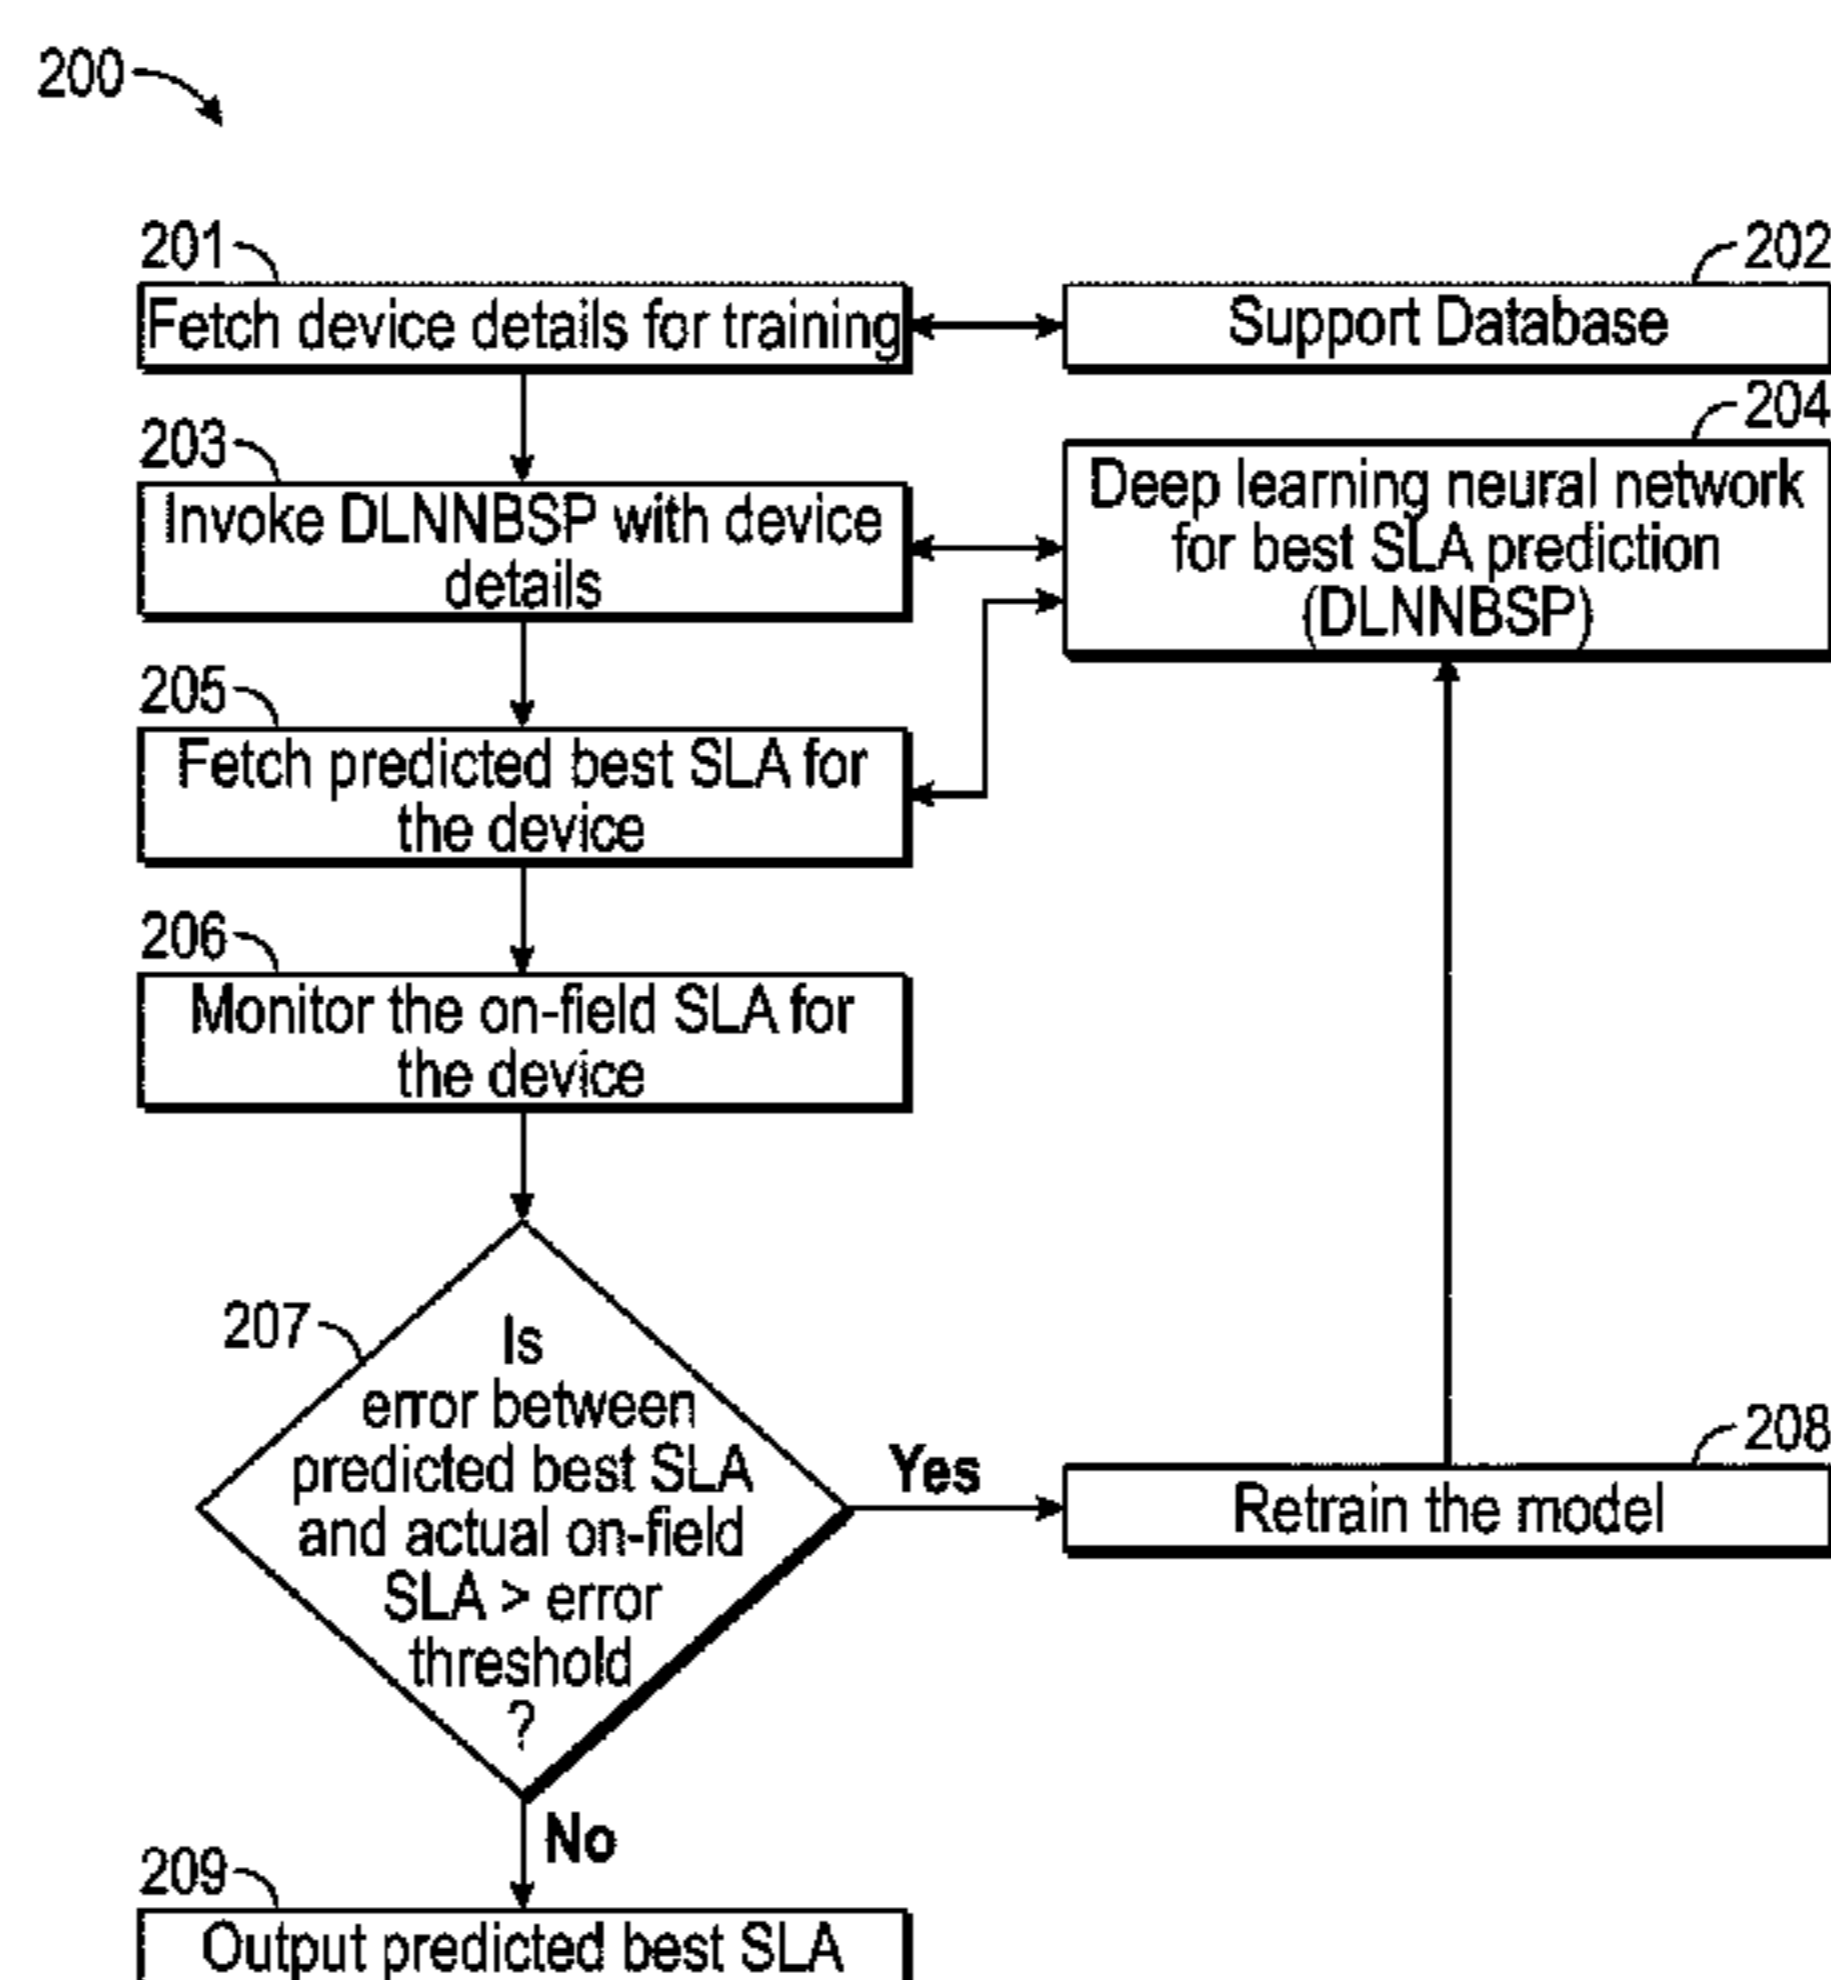 200
201
202
Fetch device details for training
Support Database
203
204
Invoke DLNNBSP with device
details
Deep learning neural network
for best SLA prediction
(DLNNBSP)
205
Fetch predicted best SLA for
the device
206
Monitor the on-field SLA for
the device
207
Is
error between
predicted best SLA
and actual on-field
SLA > error
threshold
?
Yes
208
Retrain the model
No
209
Output predicted best SLA